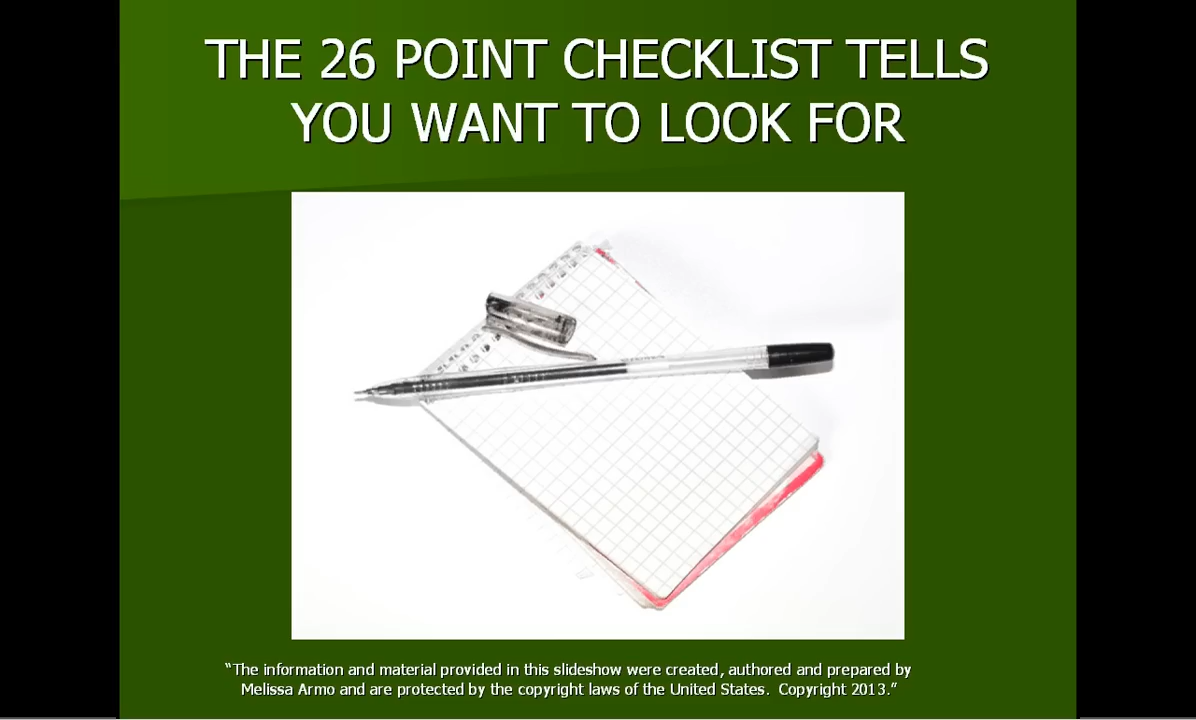 THE 26 POINT CHECKLIST TELLS
YOU WANT TO LOOK FOR
“The information and material provided in this slideshow were created, authored and prepared by
Melissa Armo and are protected by the copyright laws of the United States.  Copyright 2013.”